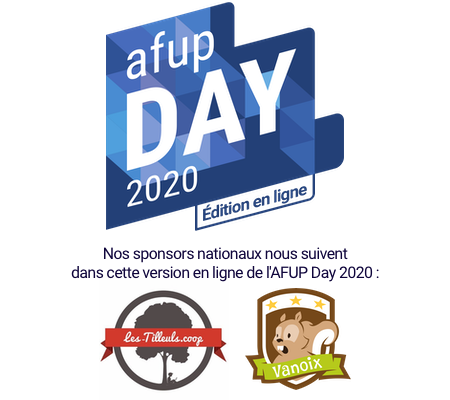 afup
DAY
2020
Édition en ligne
Nos sponsors nationaux nous suivent
dans cette version en ligne de l'AFUP Day 2020 :
Les-Tilleuls.coop
Vanoix